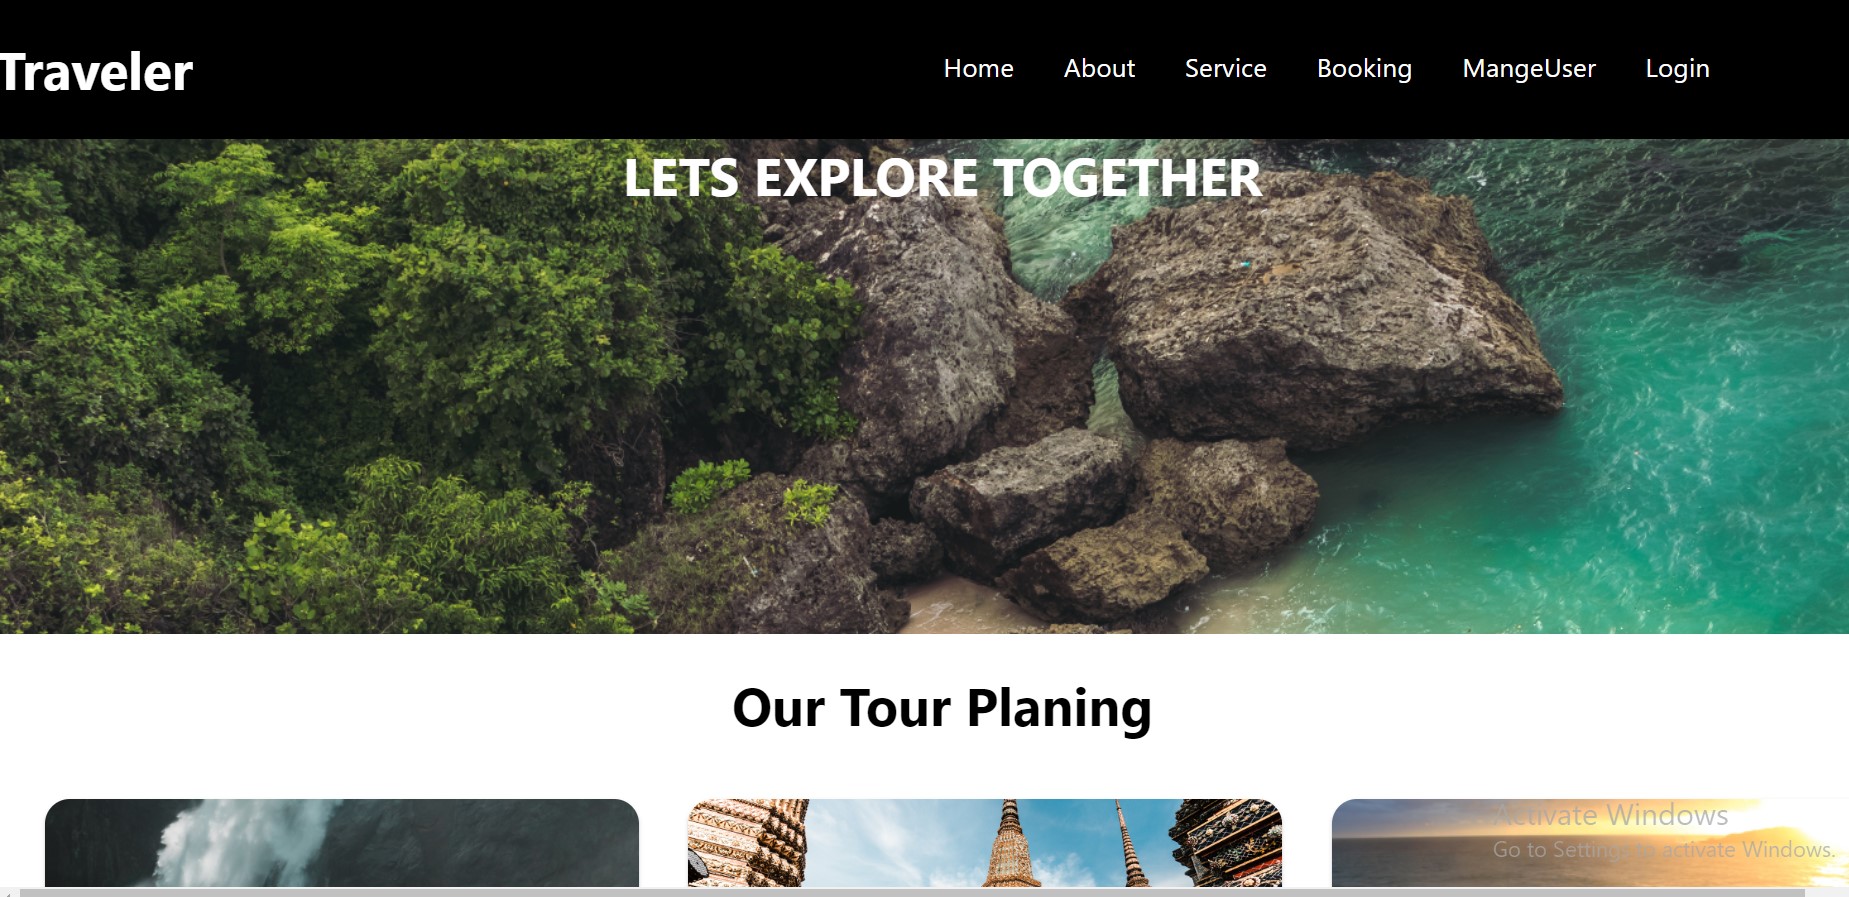 Traveler
Home About Service Booking MangeUser Login
LETS EXPLORE TOGETHER
Our Tour Planing
Activate Windows
Go to Settings to activate Windows.